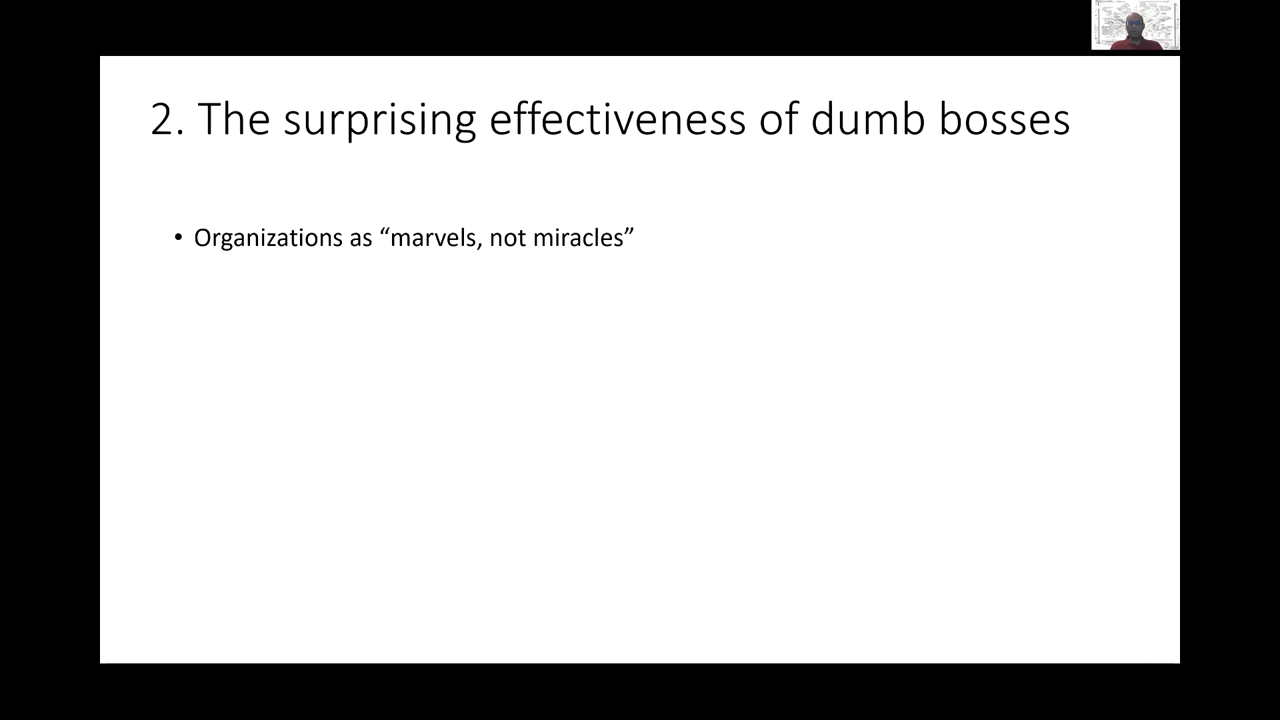 2. The surprising effectiveness of dumb bosses
• Organizations as “marvels, not miracles”